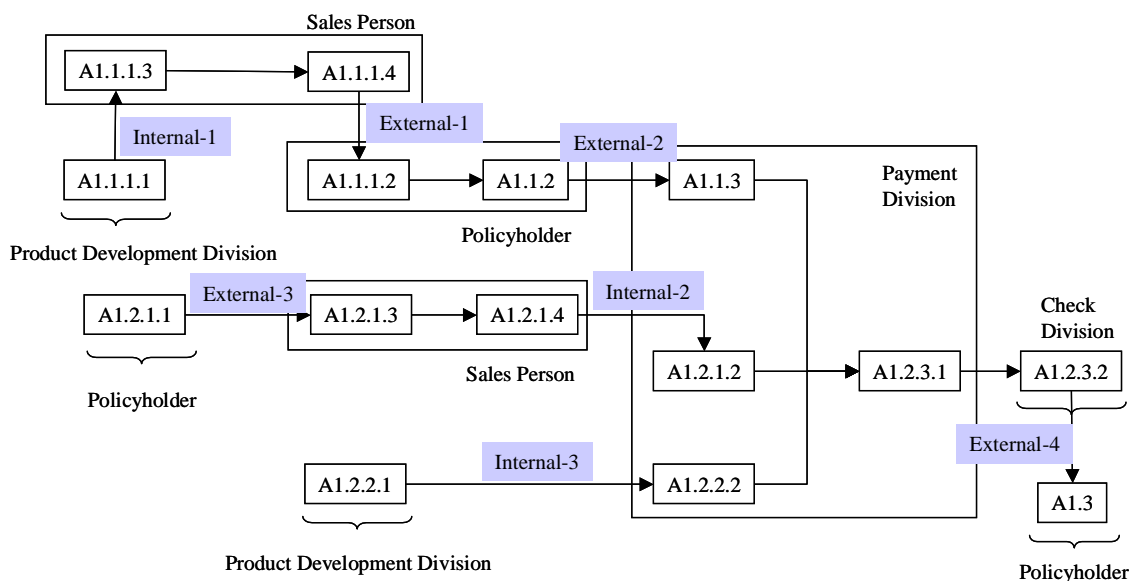 Sales Person
A1.1.1.3
A1.1.1.4
Internal-1
External-1
External-2
A1.1.1.1
A1.1.1.2
A1.1.2
A1.1.3
Payment
Division
Product Development Division
Policyholder
External-3
Internal-2
A1.2.1.1
A1.2.1.3
A1.2.1.4
Check
Division
Policyholder
Sales Person
A1.2.1.2
A1.2.3.1
A1.2.3.2
Internal-3
External-4
A1.2.2.1
A1.2.2.2
A1.3
Product Development Division
Policyholder